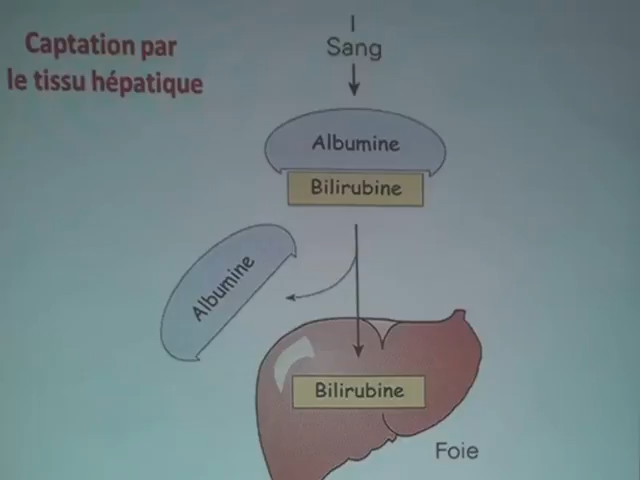 Captation par
le tissu hépatique
Sang
Albumine
Bilirubine
Albumine
Bilirubine
Foie